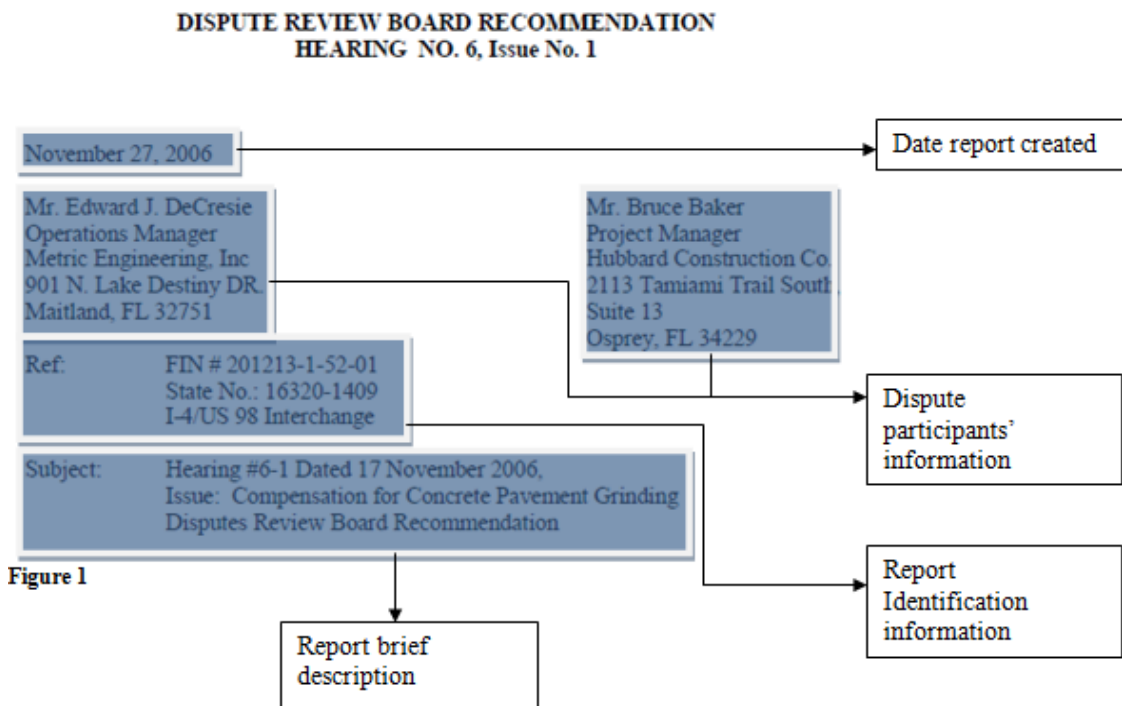 DISPUTE REVIEW BOARD RECOMMENDATION
HEARING NO. 6, Issue No. 1
November 27, 2006
Date report created
Mr. Edward J. DeCresie
Operations Manager
Metric Engineering, Inc
901 N. Lake Destiny DR.
Maitland, FL 32751
Mr. Bruce Baker
Project Manager
Hubbard Construction Co.
2113 Tamiami Trail South,
Suite 13
Osprey, FL 34229
Ref: FIN # 201213-1-52-01
State No.: 16320-1409
I-4/US 98 Interchange
Dispute
participants'
information
Subject: Hearing #6-1 Dated 17 November 2006,
Issue: Compensation for Concrete Pavement Grinding
Disputes Review Board Recommendation
Figure 1
Report
Identification
information
Report brief
description